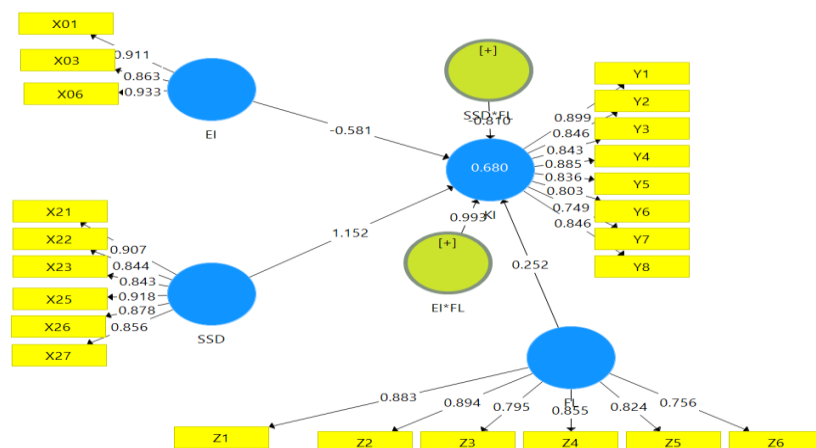 X01
X03
X06
0.911
0.863
0.933
EI
-0.581
[+]
SSD*FL
-0.810
0.680
KI
0.899
0.846
0.843
0.885
0.836
0.803
0.749
0.846
Y1
Y2
Y3
Y4
Y5
Y6
Y7
Y8
X21
X22
X23
X25
X26
X27
0.907
0.844
0.843
0.918
0.878
0.856
SSD
1.152
0.993
[+]
EI*FL
0.252
FL
0.883
0.894
0.795
0.855
0.824
0.756
Z1
Z2
Z3
Z4
Z5
Z6